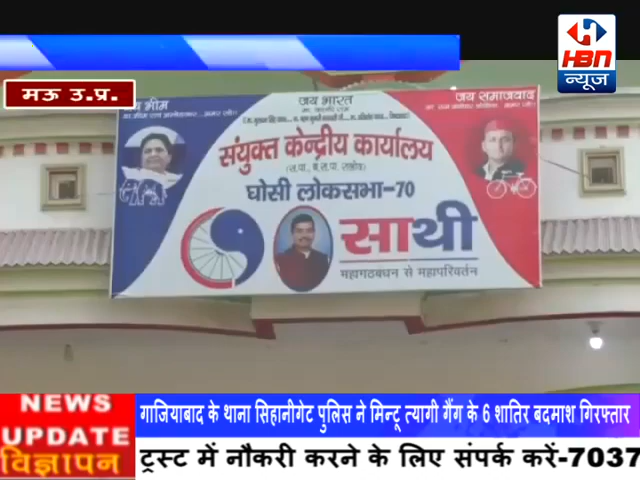 HBN
न्यूज
मऊ उ.प्र.
जय भीम
जय भारत
जय समाजवाद
संयुक्त केन्द्रीय कार्यालय
घोसी लोकसभा-70
साथी
महागठबंधन से महापरिवर्तन
NEWS
UPDATE
विज्ञापन
गाजियाबाद के थाना सिहानीगेट पुलिस ने मिन्टू त्यागी गैंग के 6 शातिर बदमाश गिरफ्तार
ट्रस्ट में नौकरी करने के लिए संपर्क करें-7037